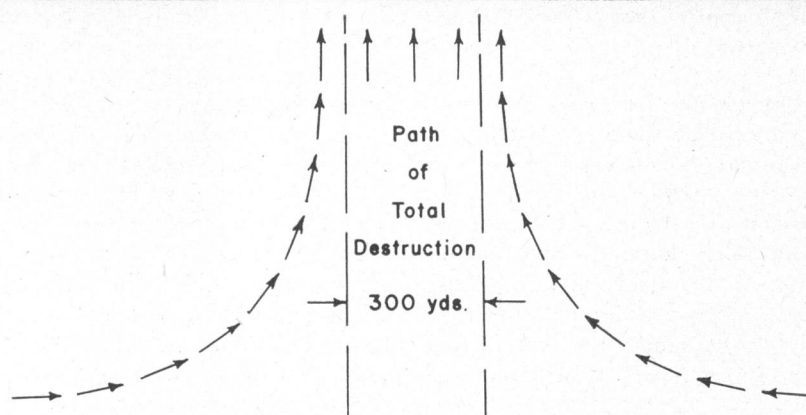 Path
of
Total
Destruction
300 yds.